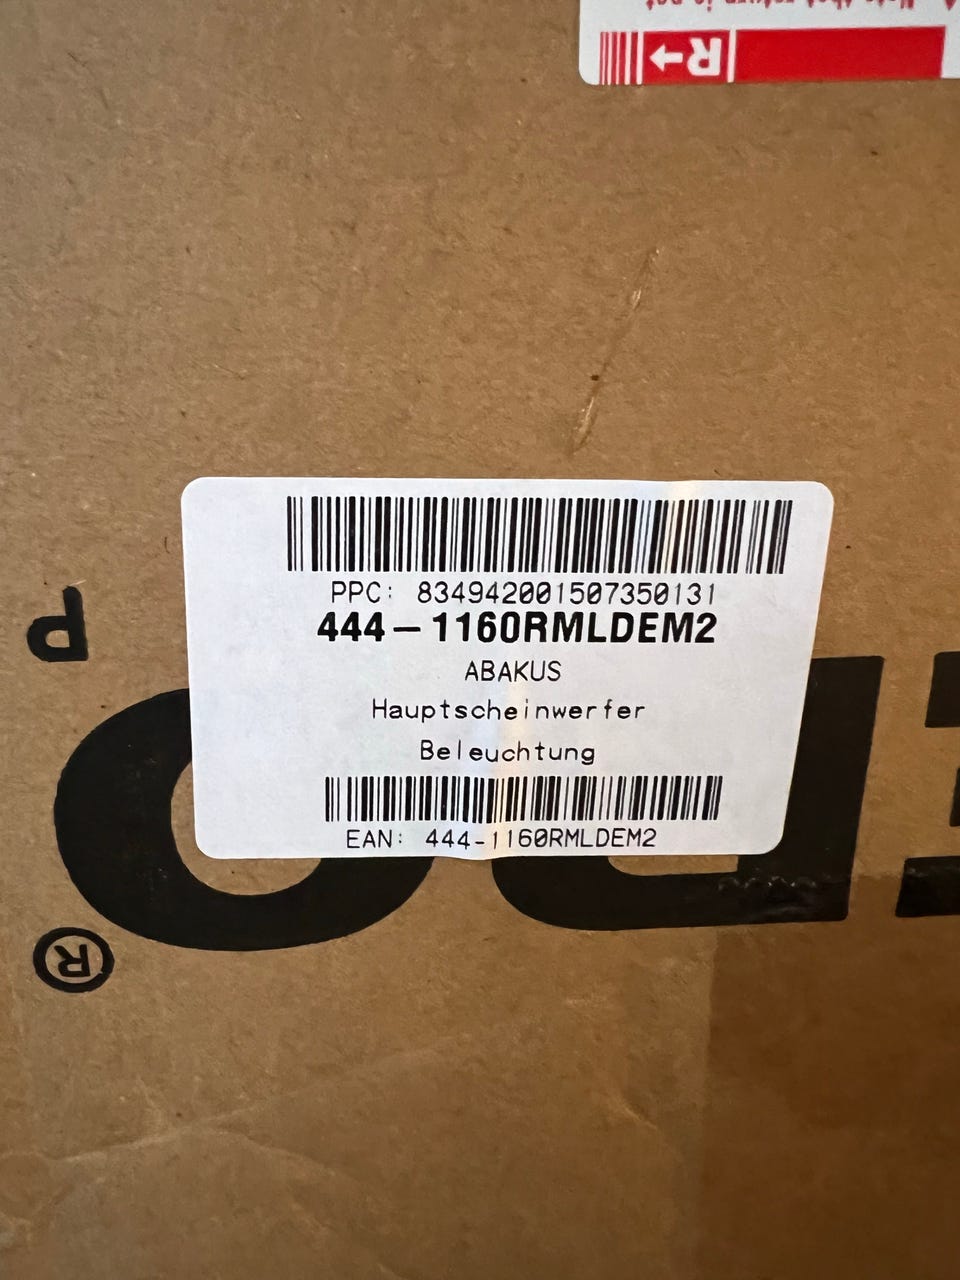 R
PPC: 834942001507350131
444-1160RMLDEM2
ABAKUS
Hauptscheinwerfer
Beleuchtung
EAN: 444-1160RMLDEM2
P
®